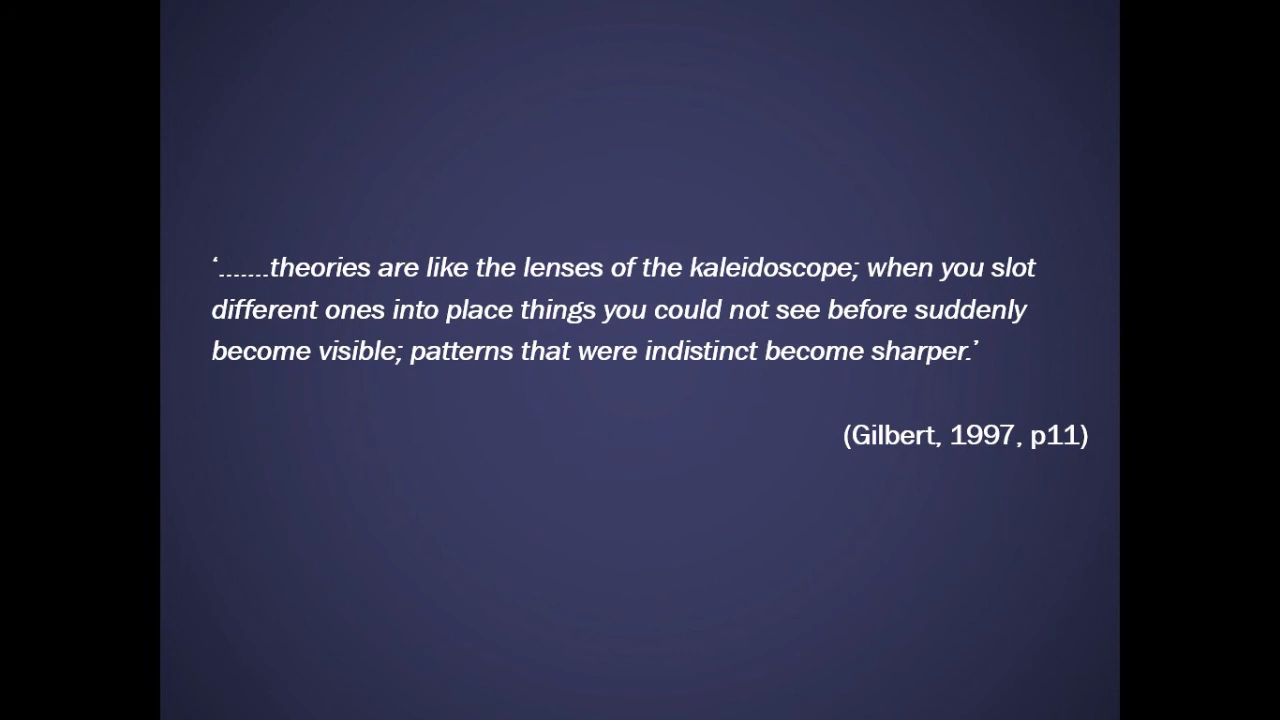 ‘.......theories are like the lenses of the kaleidoscope; when you slot
different ones into place things you could not see before suddenly
become visible; patterns that were indistinct become sharper.’
(Gilbert, 1997, p11)